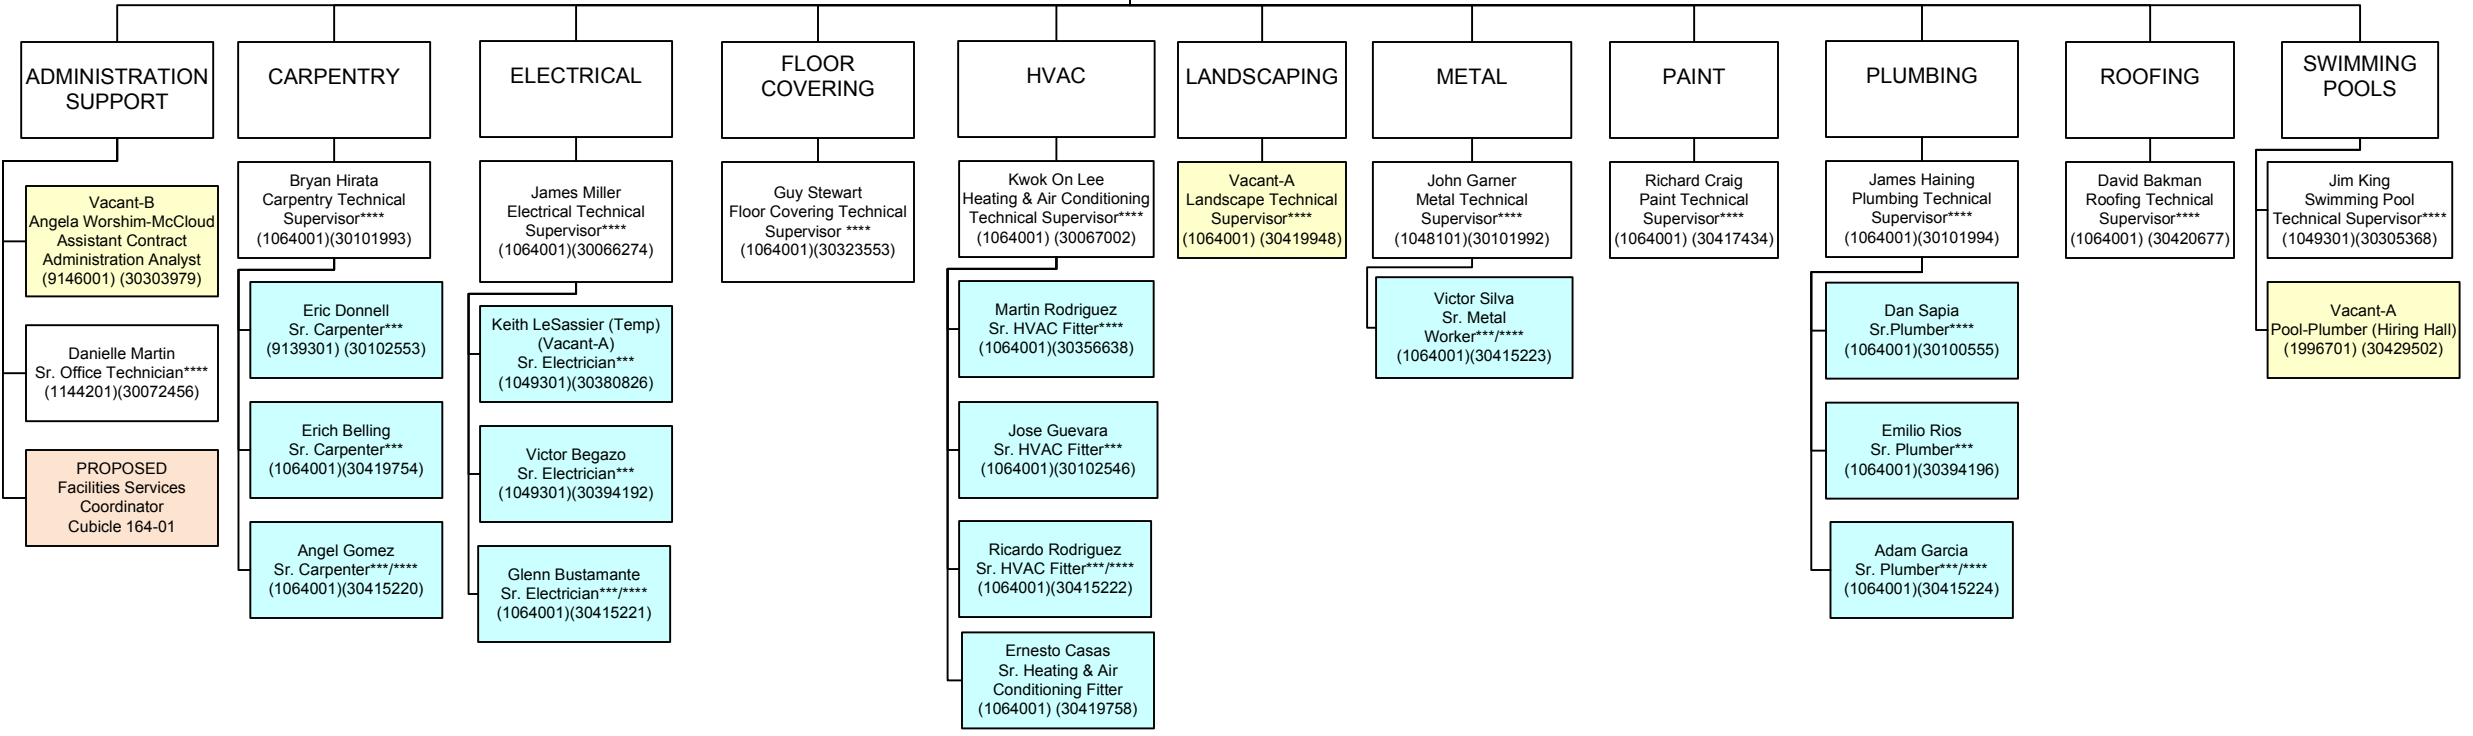 ADMINISTRATION
SUPPORT
Vacant-B
Angela Worshim-McCloud
Assistant Contract
Administration Analyst
(9146001) (30303979)
Danielle Martin
Sr. Office Technician****
(1144201)(30072456)
PROPOSED
Facilities Services
Coordinator
Cubicle 164-01
CARPENTRY
Bryan Hirata
Carpentry Technical
Supervisor****
(1064001)(30101993)
Eric Donnell
Sr. Carpenter***
(9139301) (30102553)
Erich Belling
Sr. Carpenter***
(1064001)(30419754)
Angel Gomez
Sr. Carpenter***/****
(1064001)(30415220)
ELECTRICAL
James Miller
Electrical Technical
Supervisor****
(1064001)(30066274)
Keith LeSassier (Temp)
(Vacant-A)
Sr. Electrician***
(1049301)(30380826)
Victor Begazo
Sr. Electrician***
(1049301)(30394192)
Glenn Bustamante
Sr. Electrician***/****
(1064001)(30415221)
FLOOR
COVERING
Guy Stewart
Floor Covering Technical
Supervisor ****
(1064001)(30323553)
HVAC
Kwok On Lee
Heating & Air Conditioning
Technical Supervisor****
(1064001) (30067002)
Martin Rodriguez
Sr. HVAC Fitter****
(1064001)(30356638)
Jose Guevara
Sr. HVAC Fitter***
(1064001)(30102546)
Ricardo Rodriguez
Sr. HVAC Fitter***/****
(1064001)(30415222)
Ernesto Casas
Sr. Heating & Air
Conditioning Fitter
(1064001) (30419758)
LANDSCAPING
Vacant-A
Landscape Technical
Supervisor****
(1064001) (30419948)
METAL
John Garner
Metal Technical
Supervisor****
(1048101)(30101992)
Victor Silva
Sr. Metal
Worker***/****
(1064001)(30415223)
PAINT
Richard Craig
Paint Technical
Supervisor****
(1064001) (30417434)
PLUMBING
James Haining
Plumbing Technical
Supervisor****
(1064001)(30101994)
Dan Sapia
Sr.Plumber****
(1064001)(30100555)
Emilio Rios
Sr. Plumber***
(1064001)(30394196)
Adam Garcia
Sr. Plumber***/****
(1064001)(30415224)
ROOFING
David Bakman
Roofing Technical
Supervisor****
(1064001) (30420677)
SWIMMING
POOLS
Jim King
Swimming Pool
Technical Supervisor****
(1049301)(30305368)
Vacant-A
Pool-Plumber (Hiring Hall)
(1996701) (30429502)